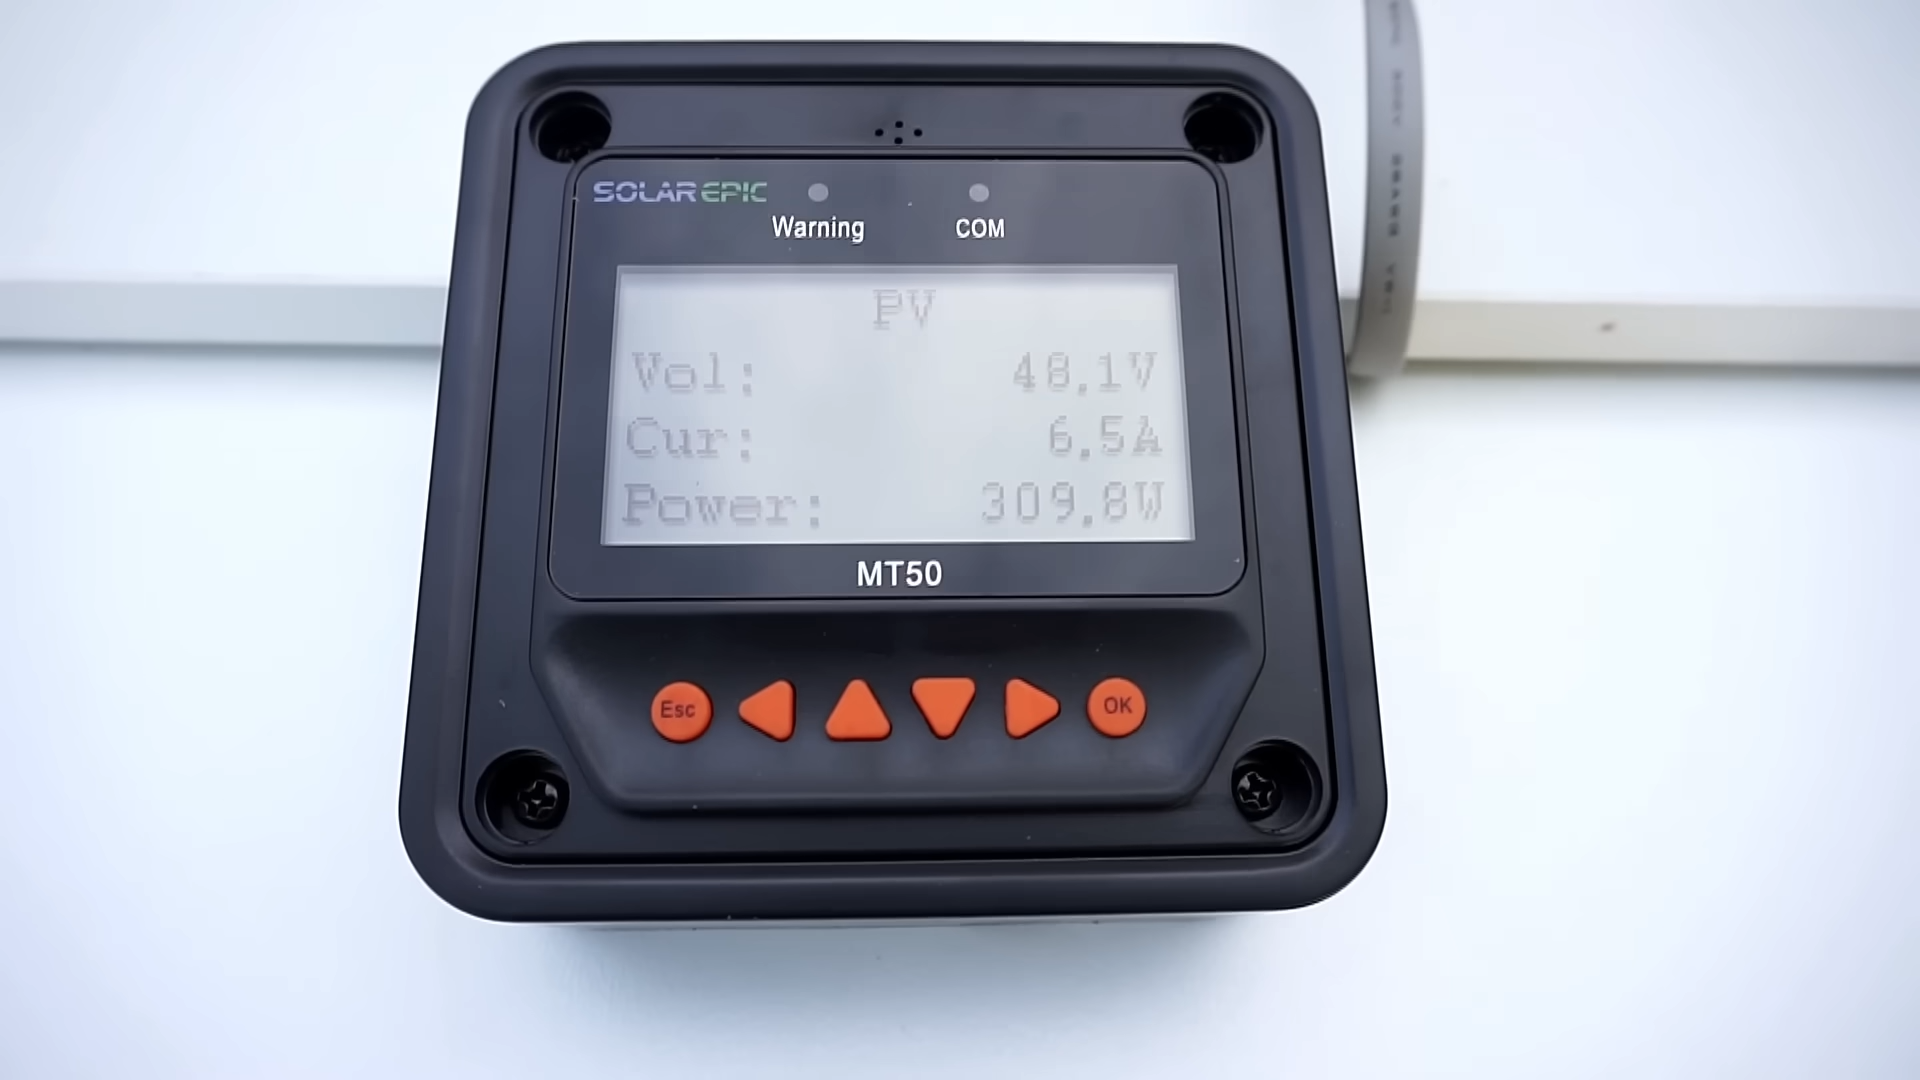 SOLAR EPIC
Warning COM
PV
Vol: 48.1V
Cur: 6.5A
Power: 309.8W
MT50
Esc OK